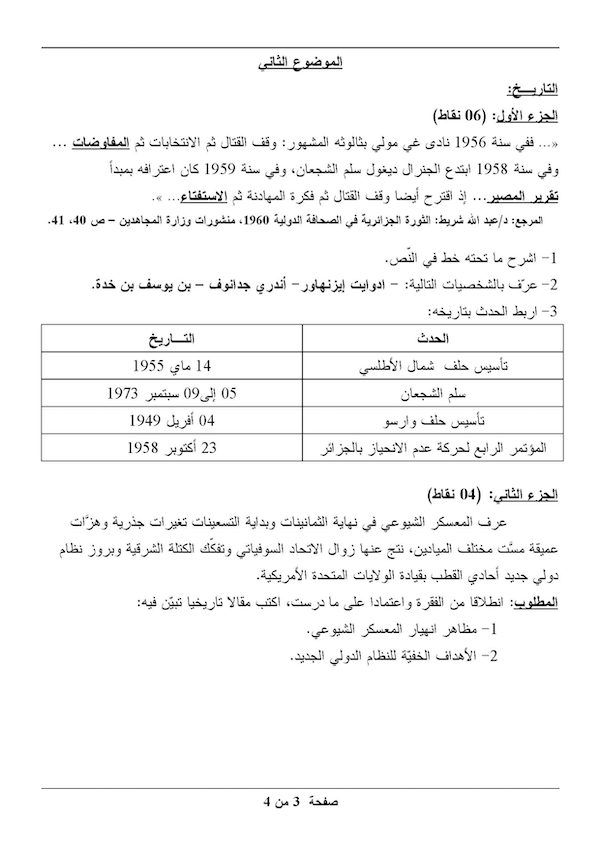 الموضوع الثاني
التاريـــخ:
الجزء الأول: (06 نقاط)
«... ففي سنة 1956 نادى غي مولي بثالوثه المشهور: وقف القتال ثم الانتخابات ثم المفاوضات ...
وفي سنة 1958 ابتدع الجنرال ديغول سلم الشجعان، وفي سنة 1959 كان اعترافه بمبدأ
تقرير المصير... إذ اقترح أيضا وقف القتال ثم فكرة المهادنة ثم الاستفتاء... ».
المرجع: د/عبد الله شريط: الثورة الجزائرية في الصحافة الدولية 1960، منشورات وزارة المجاهدين – ص 40، 41.
1- اشرح ما تحته خط في النّص.
2- عرّف بالشخصيات التالية: - ادوايت إيزنهاور– أندري جدانوف – بن يوسف بن خدة.
3- اربط الحدث بتاريخه:
الحدث التـــاريخ
تأسيس حلف شمال الأطلسي 14 ماي 1955
سلم الشجعان 05 إلى09 سبتمبر 1973
تأسيس حلف وارسو 04 أفريل 1949
المؤتمر الرابع لحركة عدم الانحياز بالجزائر 23 أكتوبر 1958
الجزء الثاني: (04 نقاط)
عرف المعسكر الشيوعي في نهاية الثمانينات وبداية التسعينات تغيرات جذرية وهزَّات
عميقة مسَّت مختلف الميادين، نتج عنها زوال الاتحاد السوفياتي وتفكّك الكتلة الشرقية وبروز نظام
دولي جديد أحادي القطب بقيادة الولايات المتحدة الأمريكية.
المطلوب: انطلاقا من الفقرة واعتمادا على ما درست، اكتب مقالا تاريخيا تبيّن فيه:
1- مظاهر انهيار المعسكر الشيوعي.
2- الأهداف الخفيّة للنظام الدولي الجديد.
صفحة 3 من 4